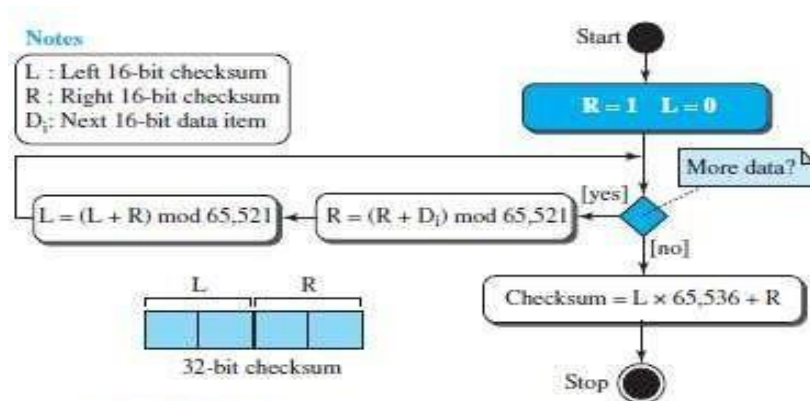 Notes
L : Left 16-bit checksum
R : Right 16-bit checksum
Di: Next 16-bit data item
Start
R = 1 L = 0
More data?
[yes]
L = (L + R) mod 65,521
R = (R + Di) mod 65,521
[no]
L R
Checksum = L × 65,536 + R
32-bit checksum
Stop